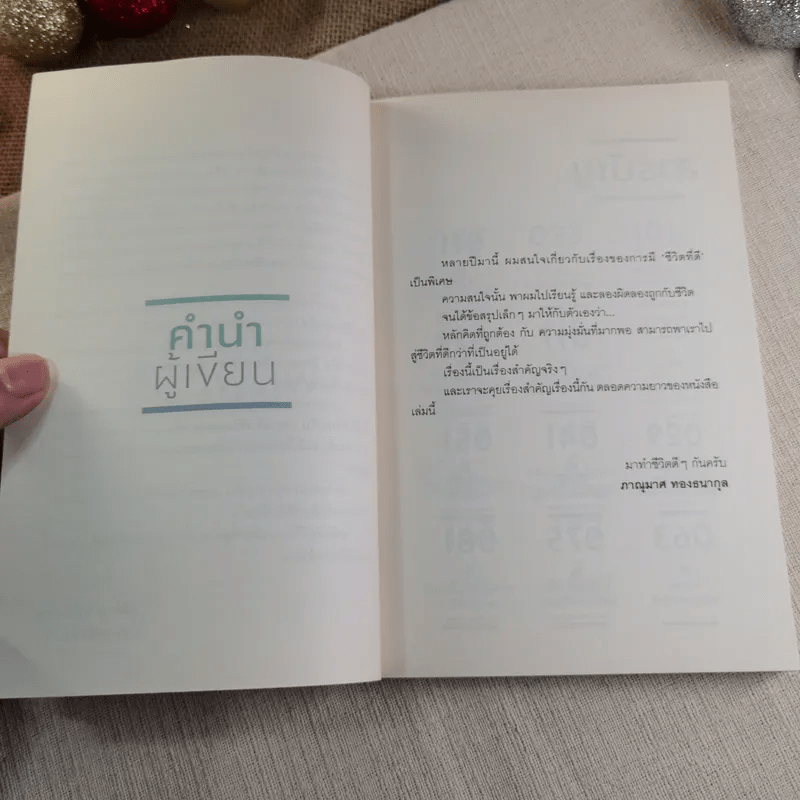 คำนำ
ผู้เขียน
หลายปีมานี้ ผมสนใจเกี่ยวกับเรื่องของการมี ‘ชีวิตที่ดี’
เป็นพิเศษ
ความสนใจนั้น พาผมไปเรียนรู้ และลองผิดลองถูกกับชีวิต
จนได้ข้อสรุปเล็กๆ มาให้กับตัวเองว่า...
หลักคิดที่ถูกต้อง กับ ความมุ่งมั่นที่มากพอ สามารถพาเราไป
สู่ชีวิตที่ดีกว่าที่เป็นอยู่ได้
เรื่องนี้เป็นเรื่องสำคัญจริงๆ
และเราจะคุยเรื่องสำคัญเรื่องนี้กัน ตลอดความยาวของหนังสือ
เล่มนี้
มาทำชีวิตดีๆ กันครับ
ภาณุมาศ ทองธนากุล